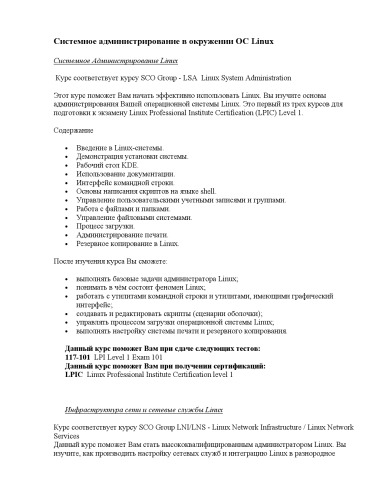 Системное администрирование в окружении ОС Linux
Системное Администрирование Linux
Курс соответствует курсу SCO Group - LSA  Linux System Administration
Этот курс поможет Вам начать эффективно использовать Linux. Вы изучите основы
администрирования Вашей операционной системы Linux. Это первый из трех курсов для
подготовки к экзамену Linux Professional Institute Certification (LPIC) Level 1.
Содержание
• Введение в Linux-системы.
• Демонстрация установки системы.
• Рабочий стол KDE.
• Использование документации.
• Интерфейс командной строки.
• Основы написания скриптов на языке shell.
• Управление пользовательскими учетными записями и группами.
• Работа с файлами и папками.
• Управление файловыми системами.
• Процесс загрузки.
• Администрирование печати.
• Резервное копирование в Linux.
После изучения курса Вы сможете:
• выполнять базовые задачи администратора Linux;
• понимать в чём состоит феномен Linux;
• работать с утилитами командной строки и утилитами, имеющими графический
интерфейс;
• создавать и редактировать скрипты (сценарии оболочки);
• управлять процессом загрузки операционной системы Linux;
• выполнять настройку системы печати и резервного копирования.
Данный курс поможет Вам при сдаче следующих тестов:
117-101  LPI Level 1 Exam 101
Данный курс поможет Вам при получении сертификаций:
LPIC  Linux Professional Institute Certification level 1
Инфраструктура сети и сетевые службы Linux
Курс соответствует курсу SCO Group LNI/LNS - Linux Network Infrastructure / Linux Network
Services
Данный курс поможет Вам стать высококвалифицированным администратором Linux. Вы
изучите, как производить настройку сетевых служб и интеграцию Linux в разнородное